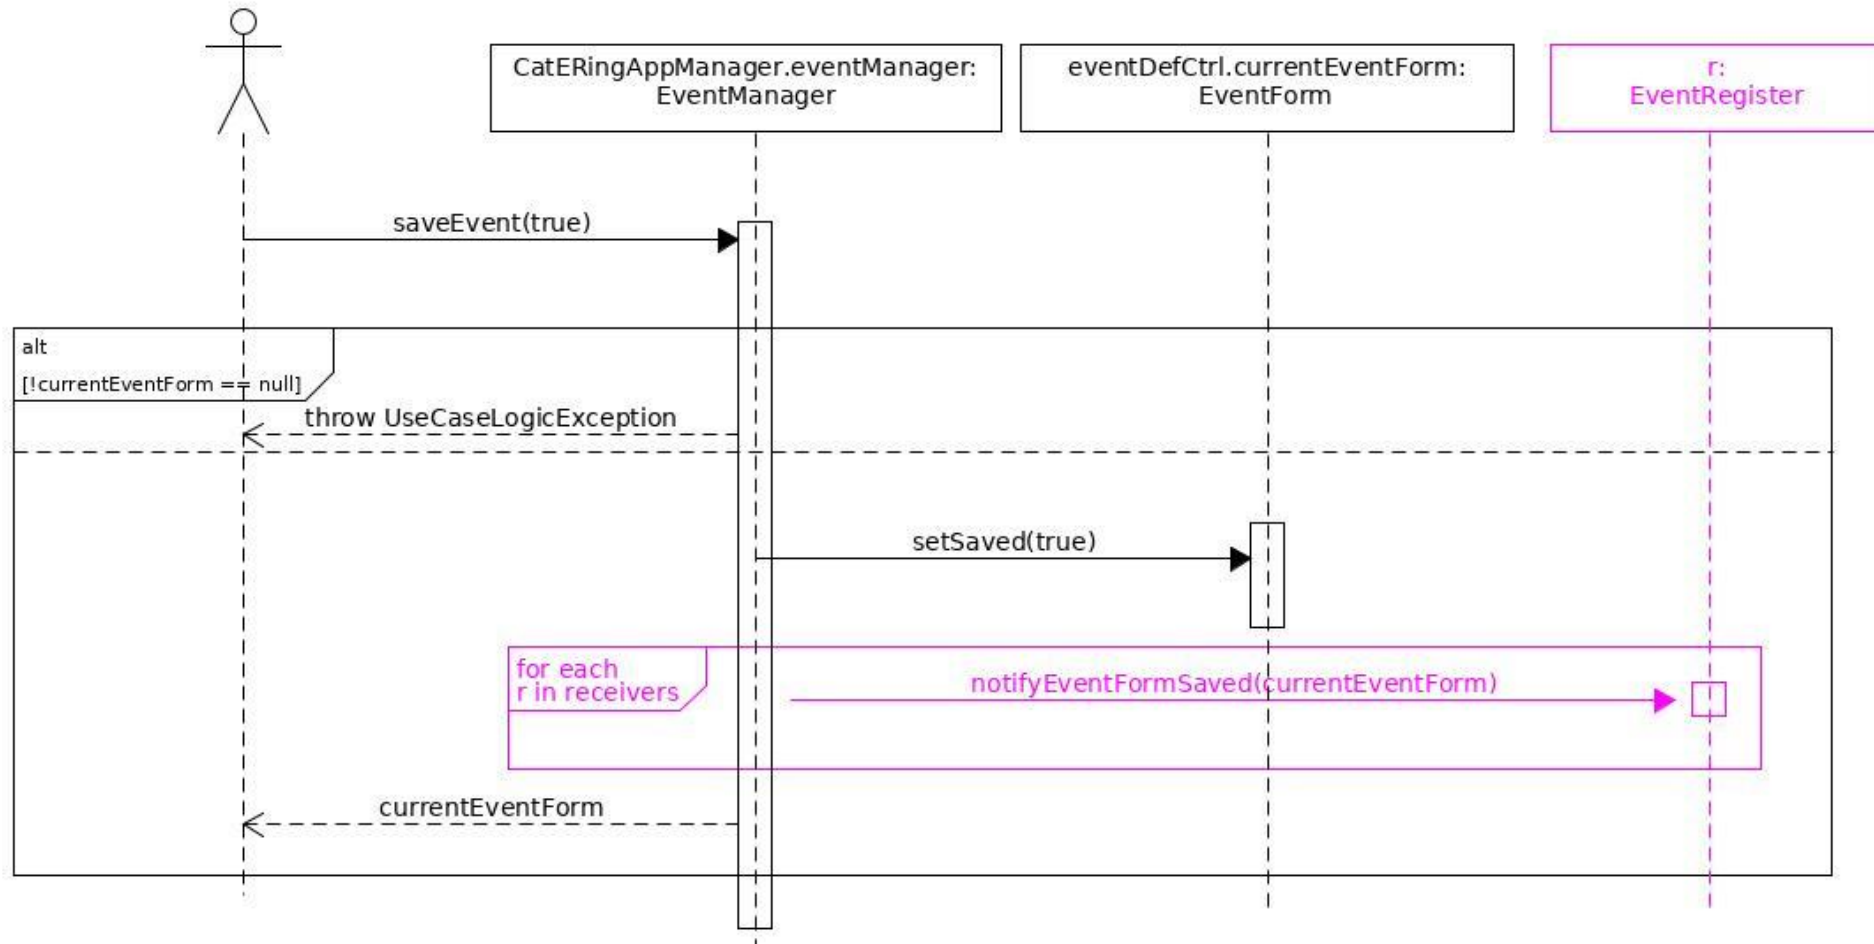 CatERingAppManager.eventManager:
EventManager
eventDefCtrl.currentEventForm:
EventForm
r:
EventRegister
saveEvent(true)
alt
[!currentEventForm == null]
throw UseCaseLogicException
setSaved(true)
for each
r in receivers
notifyEventFormSaved(currentEventForm)
currentEventForm